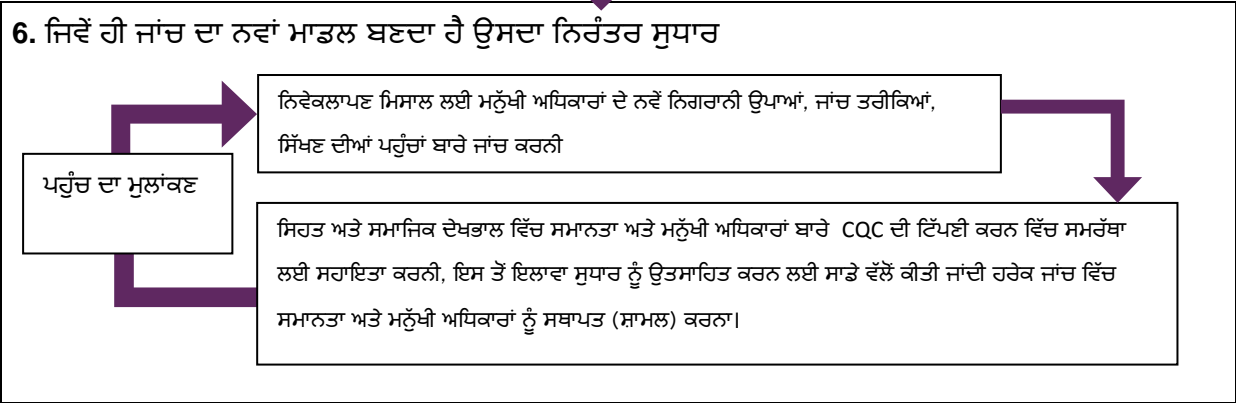 6. ਜਿਵੇਂ ਹੀ ਜਾਂਚ ਦਾ ਨਵਾਂ ਮਾਡਲ ਬਣਦਾ ਹੈ ਉਸਦਾ ਨਿਰੰਤਰ ਸੁਧਾਰ
ਨਿਵੇਕਲਾਪਣ ਮਿਸਾਲ ਲਈ ਮਨੁੱਖੀ ਅਧਿਕਾਰਾਂ ਦੇ ਨਵੇਂ ਨਿਗਰਾਨੀ ਉਪਾਆਂ, ਜਾਂਚ ਤਰੀਕਿਆਂ,
ਸਿੱਖਣ ਦੀਆਂ ਪਹੁੰਚਾਂ ਬਾਰੇ ਜਾਂਚ ਕਰਨੀ
ਪਹੁੰਚ ਦਾ ਮੁਲਾਂਕਣ
ਸਿਹਤ ਅਤੇ ਸਮਾਜਿਕ ਦੇਖਭਾਲ ਵਿੱਚ ਸਮਾਨਤਾ ਅਤੇ ਮਨੁੱਖੀ ਅਧਿਕਾਰਾਂ ਬਾਰੇ CQC ਦੀ ਟਿੱਪਣੀ ਕਰਨ ਵਿੱਚ ਸਮਰੱਥਾ
ਲਈ ਸਹਾਇਤਾ ਕਰਨੀ, ਇਸ ਤੋਂ ਇਲਾਵਾ ਸੁਧਾਰ ਨੂੰ ਉਤਸਾਹਿਤ ਕਰਨ ਲਈ ਸਾਡੇ ਵੱਲੋਂ ਕੀਤੀ ਜਾਂਦੀ ਹਰੇਕ ਜਾਂਚ ਵਿੱਚ
ਸਮਾਨਤਾ ਅਤੇ ਮਨੁੱਖੀ ਅਧਿਕਾਰਾਂ ਨੂੰ ਸਥਾਪਤ (ਸ਼ਾਮਲ) ਕਰਨਾ।